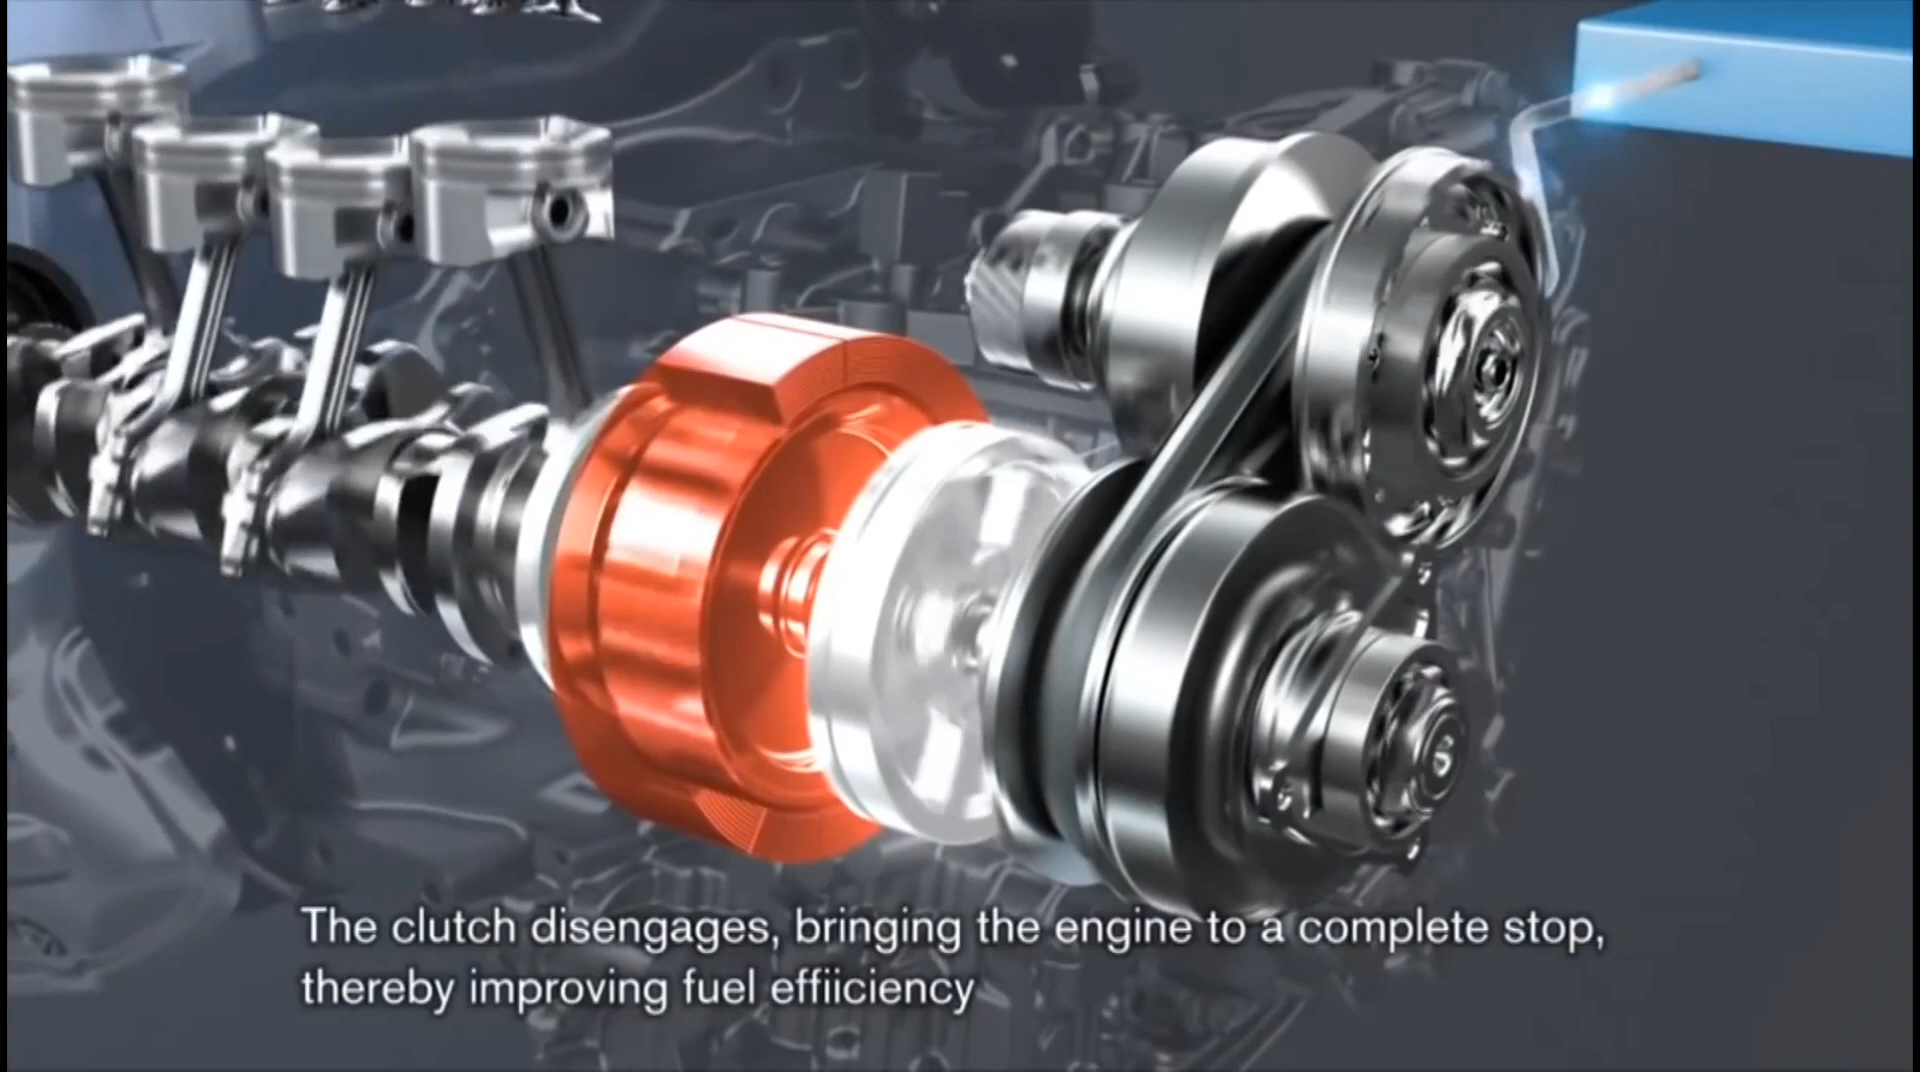 The clutch disengages, bringing the engine to a complete stop,
thereby improving fuel effiiciency